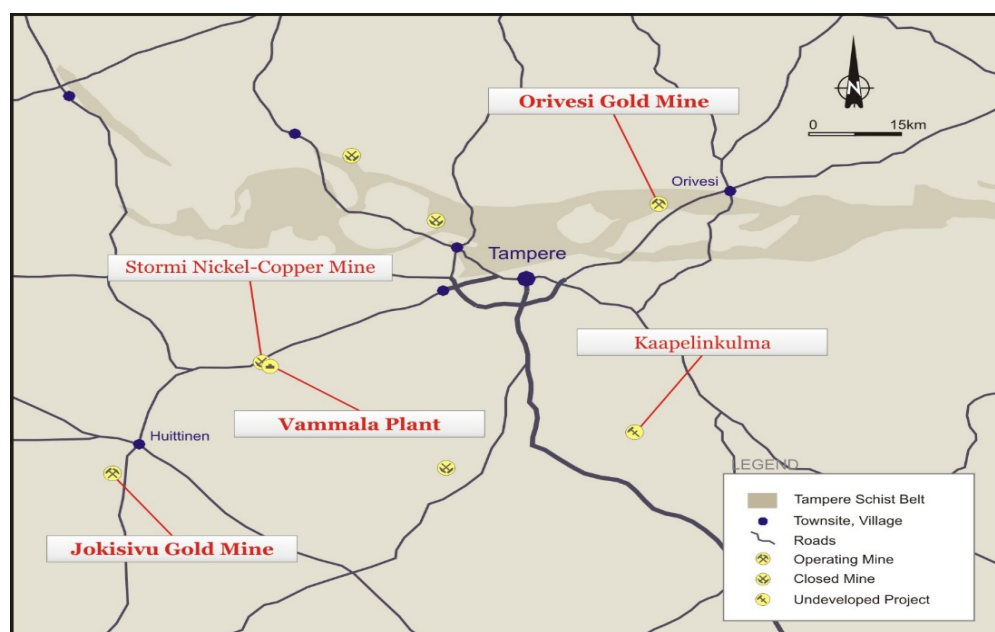 Orivesi Gold Mine
N
0 15km
Orivesi
Tampere
Stormi Nickel-Copper Mine
Kaapelinkulma
Vammala Plant
Huittinen
Jokisivu Gold Mine
LEGEND
Tampere Schist Belt
Townsite, Village
Roads
Operating Mine
Closed Mine
Undeveloped Project